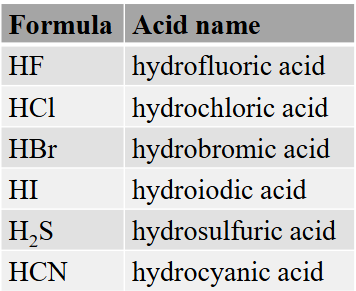 Formula Acid name
HF hydrofluoric acid
HCl hydrochloric acid
HBr hydrobromic acid
HI hydroiodic acid
H₂S hydrosulfuric acid
HCN hydrocyanic acid